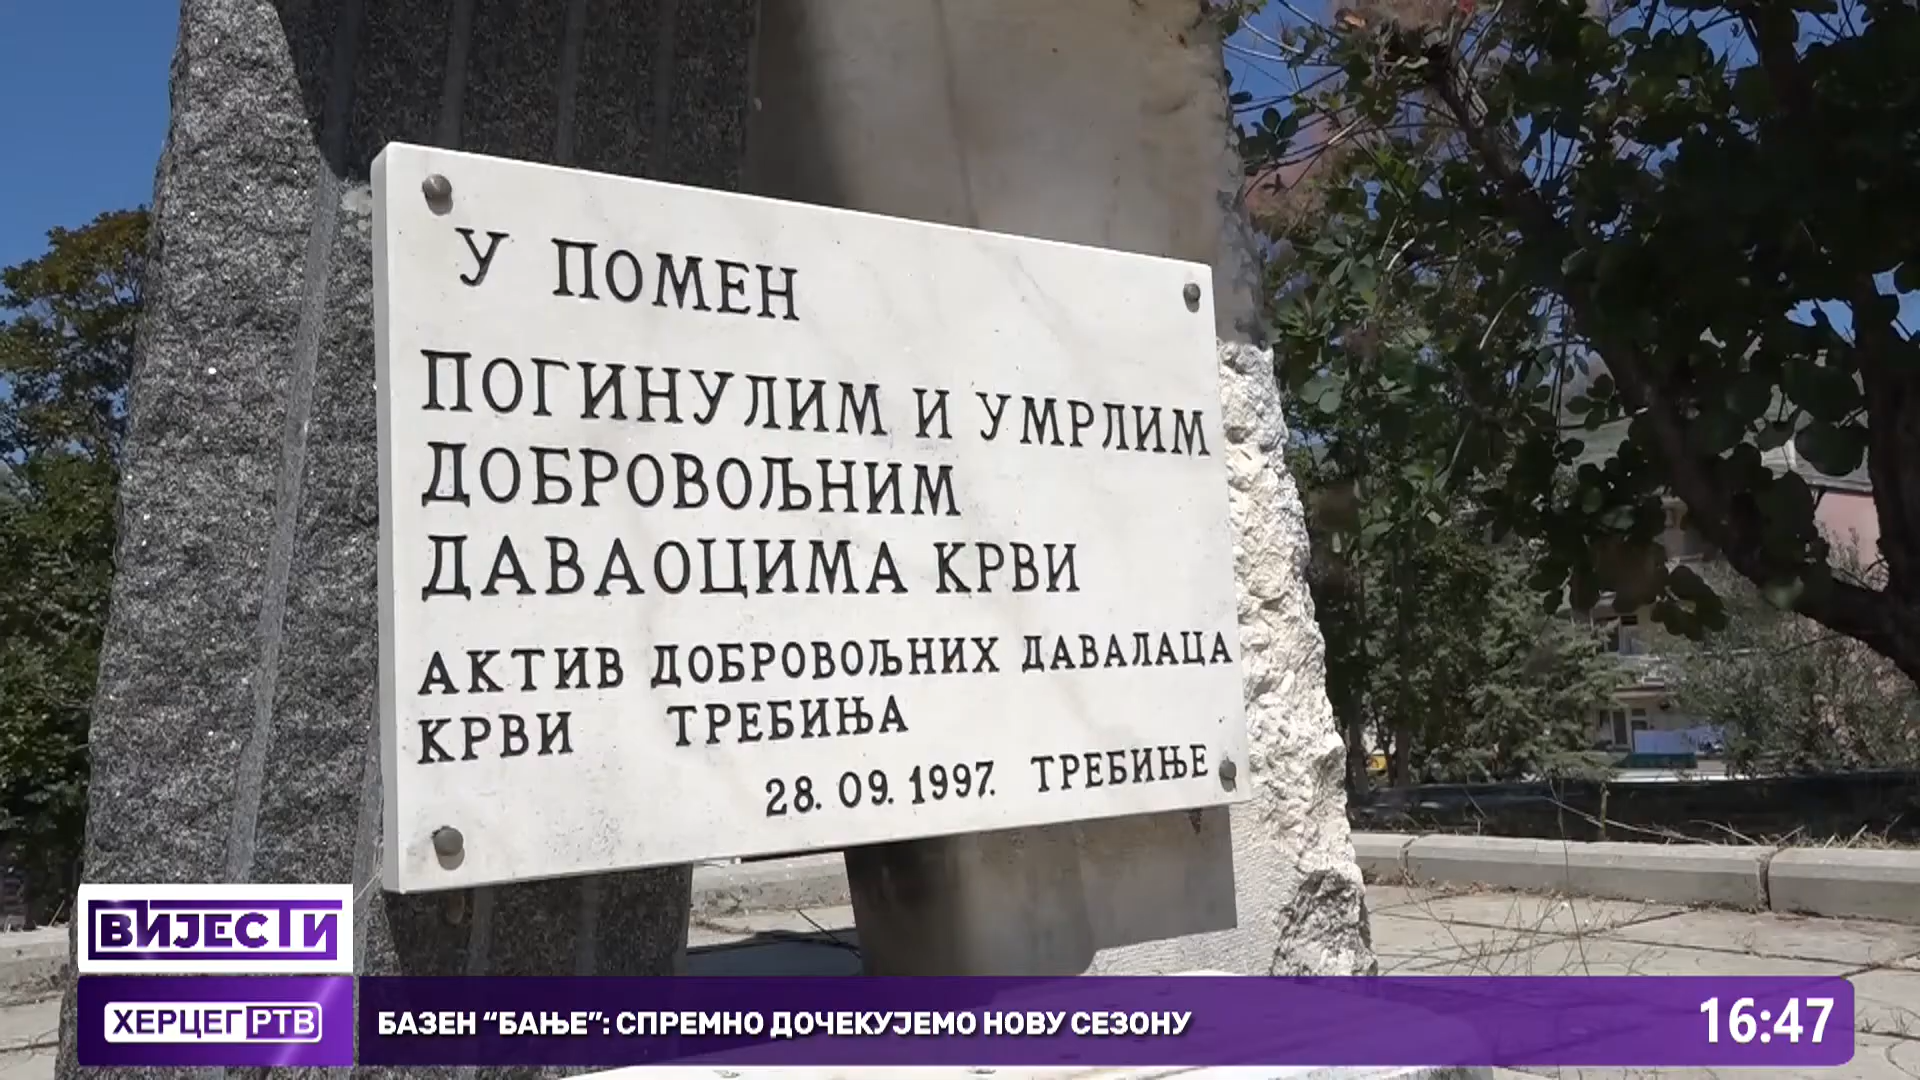 У ПОМЕН
ПОГИНУЛИМ И УМРЛИМ
ДОБРОВОЉНИМ
ДАВАОЦИМА КРВИ
АКТИВ ДОБРОВОЉНИХ ДАВАЛАЦА
КРВИ ТРЕБИЊА
28. 09. 1997. ТРЕБИЊЕ
ВИЈЕСТИ
ХЕРЦЕГ РТВ
БАЗЕН “БАЊЕ”: СПРЕМНО ДОЧЕКУЈЕМО НОВУ СЕЗОНУ
16:47